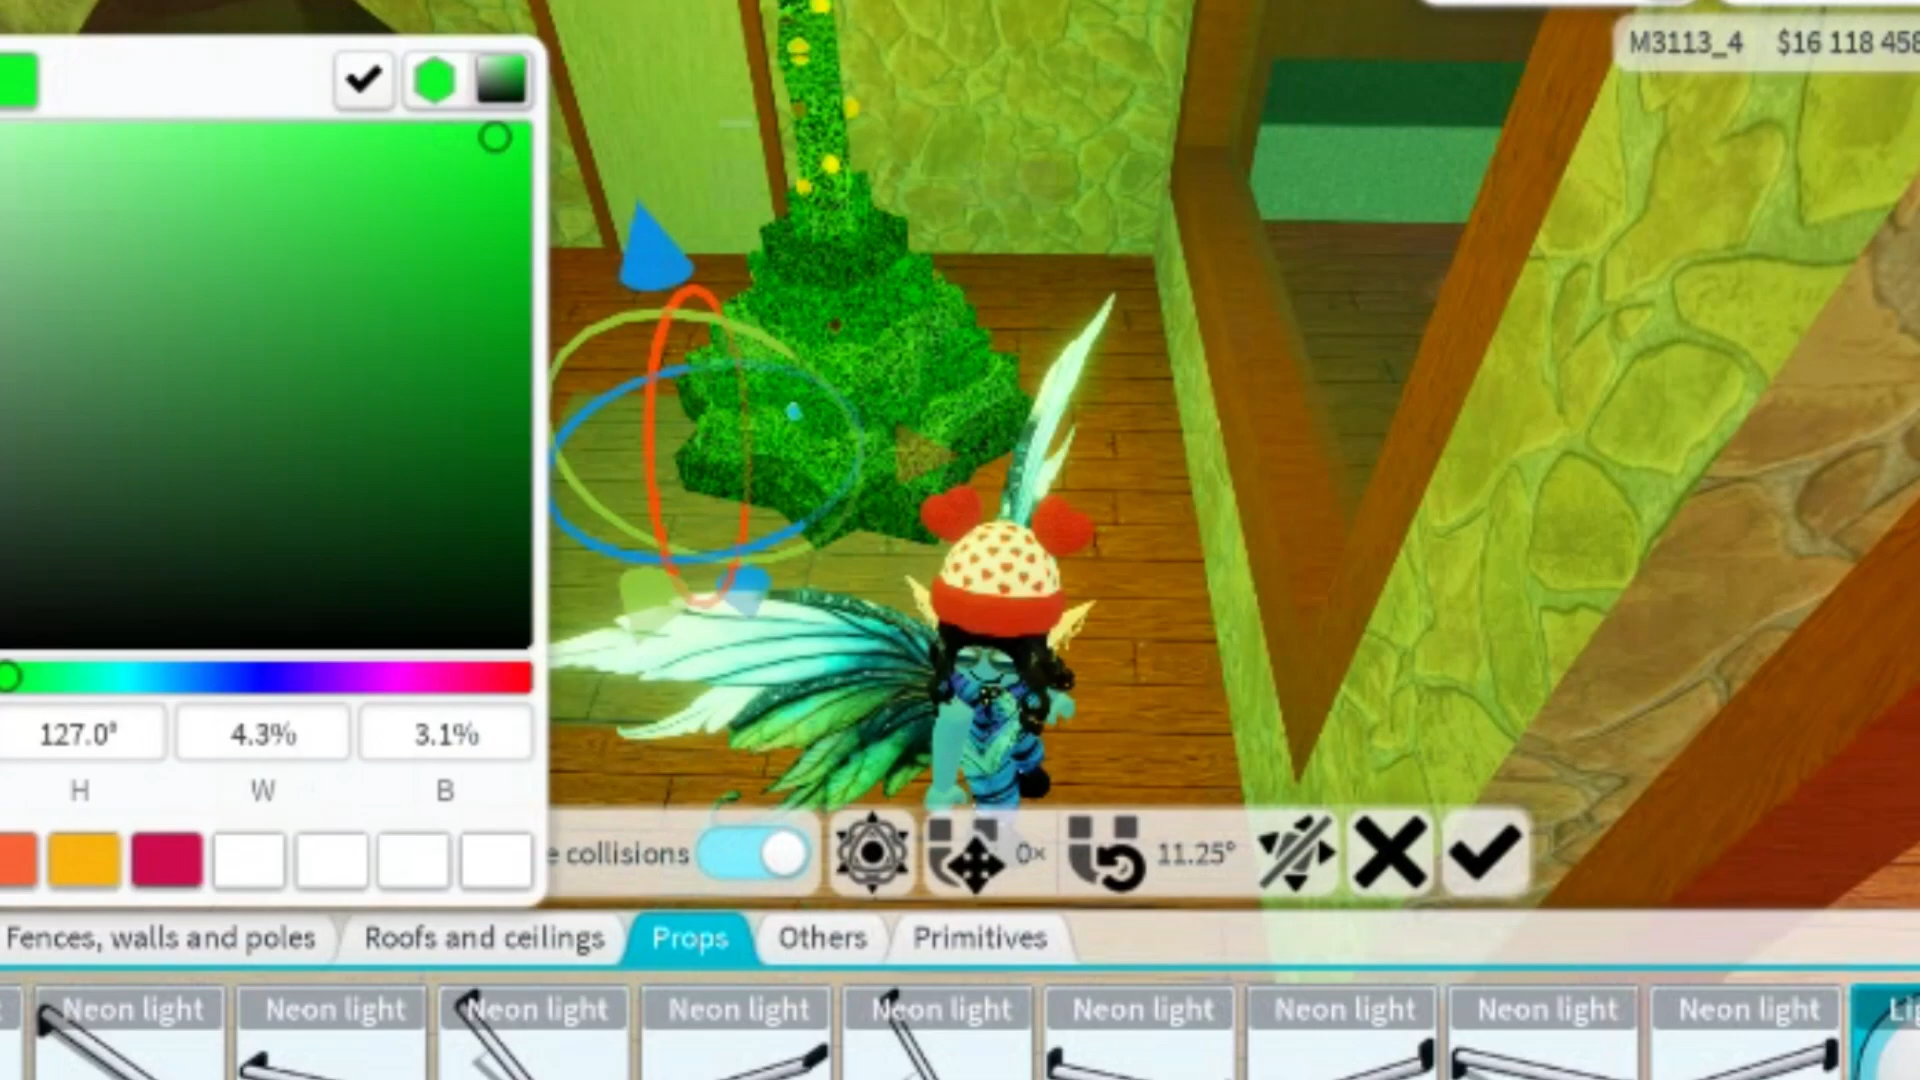 M3113_4 $16 118 458
127.0° 4.3% 3.1%
H W B
e collisions 0× 11.25°
Fences, walls and poles Roofs and ceilings Props Others Primitives
Neon light Neon light Neon light Neon light Neon light Neon light Neon light Neon light Neon light